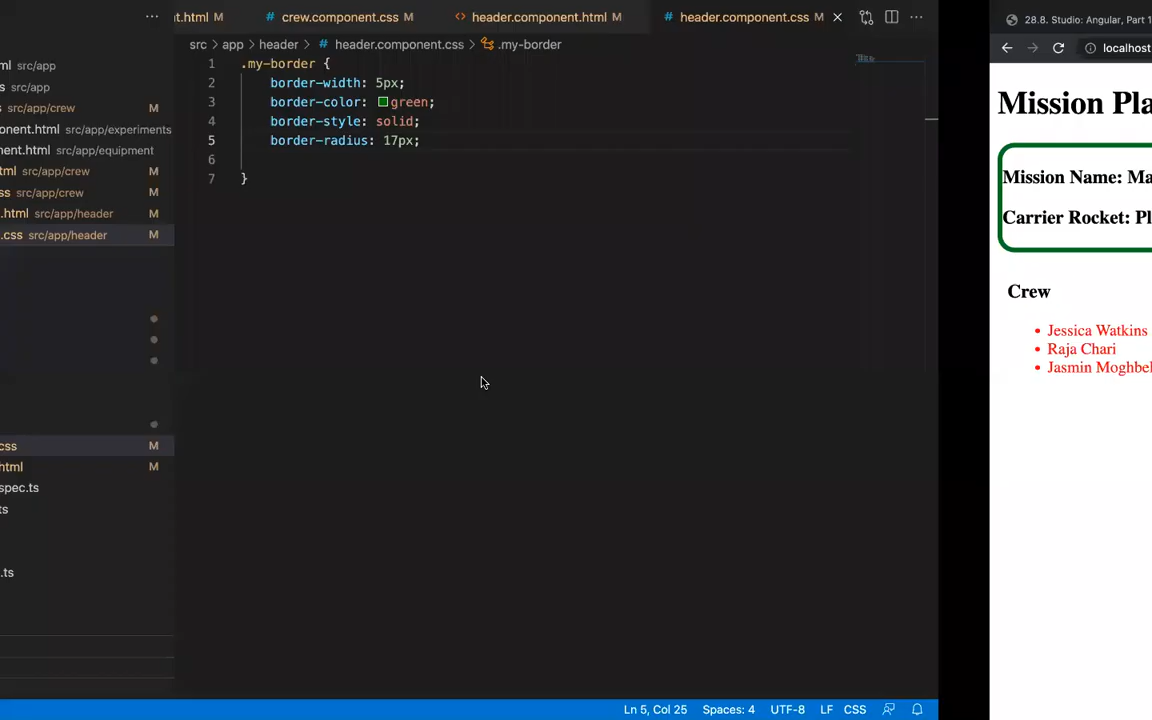 nt.html M
# crew.component.css M
<> header.component.html M
# header.component.css M
src > app > header > # header.component.css > .my-border
ml src/app
s src/app
s src/app/crew M
onent.html src/app/experiments
nent.html src/app/equipment
tml src/app/crew M
ss src/app/crew M
.html src/app/header M
.css src/app/header M
css M
html M
spec.ts
ts
.ts
1 .my-border {
2 border-width: 5px;
3 border-color: green;
4 border-style: solid;
5 border-radius: 17px;
6
7 }
Ln 5, Col 25 Spaces: 4 UTF-8 LF CSS
28.8. Studio: Angular, Part 1
localhost
Mission Pla
Mission Name: Ma
Carrier Rocket: Pl
Crew
• Jessica Watkins
• Raja Chari
• Jasmin Moghbel